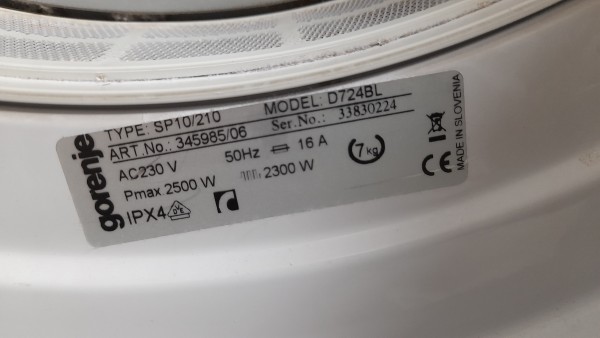 gorenje
TYPE: SP10/210 MODEL: D724BL
ART.No.: 345985/06 Ser.No.: 33830224
AC230 V 50Hz 16 A
Pmax.2500 W 2300 W
IPX4
7kg
CE
MADE IN SLOVENIA